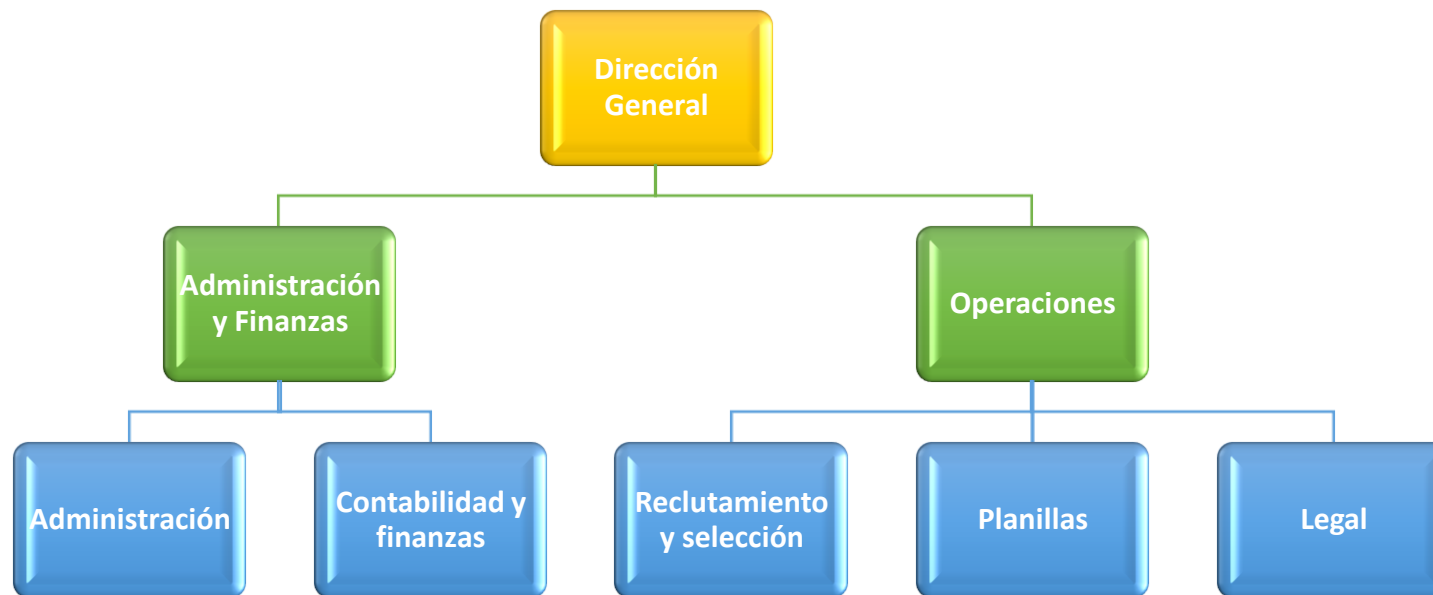 Dirección
General
Administración
y Finanzas
Operaciones
Administración
Contabilidad y
finanzas
Reclutamiento
y selección
Planillas
Legal